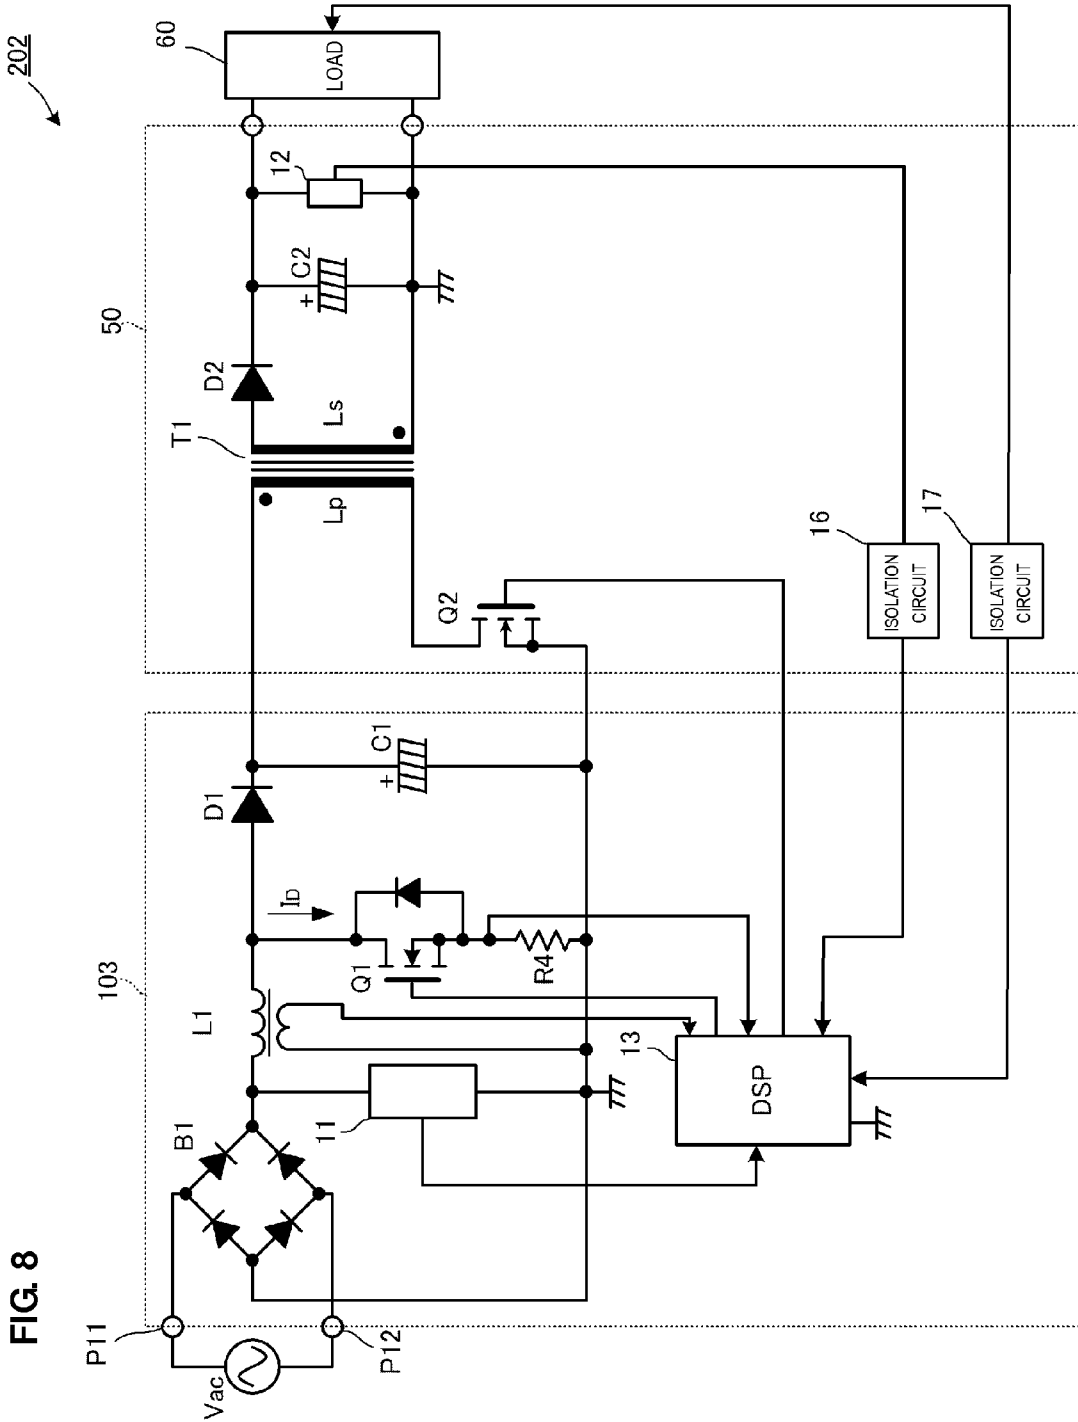 FIG. 8
202
103
50
60
LOAD
P11
P12
Vac
B1
L1
D1
I_D
Q1
R4
C1
+
11
13
DSP
T1
Lp
Ls
D2
Q2
C2
+
12
16
ISOLATION
CIRCUIT
17
ISOLATION
CIRCUIT